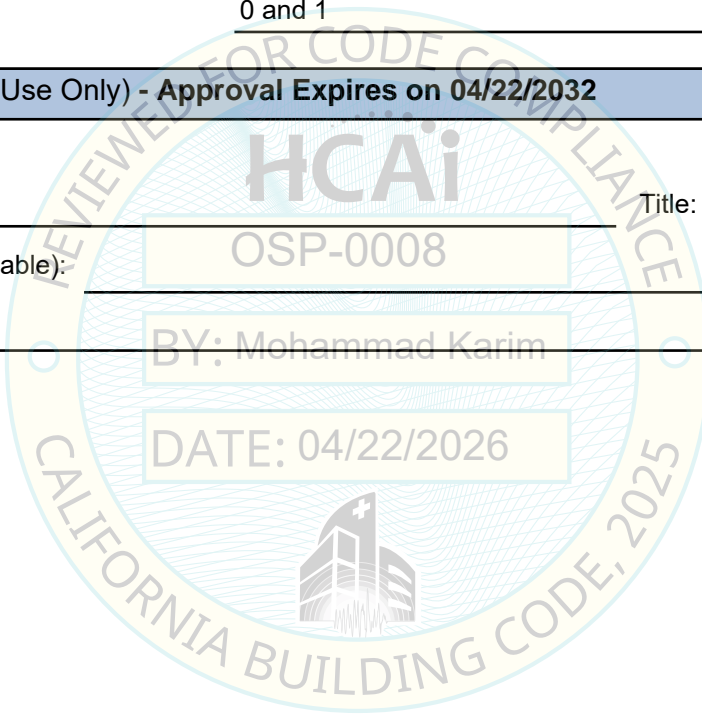 0 and 1
Use Only) - Approval Expires on 04/22/2032
REVIEWED FOR CODE COMPLIANCE
HCAi
Title:
OSP-0008
able):
BY: Mohammad Karim
DATE: 04/22/2026
CALIFORNIA BUILDING CODE, 2025